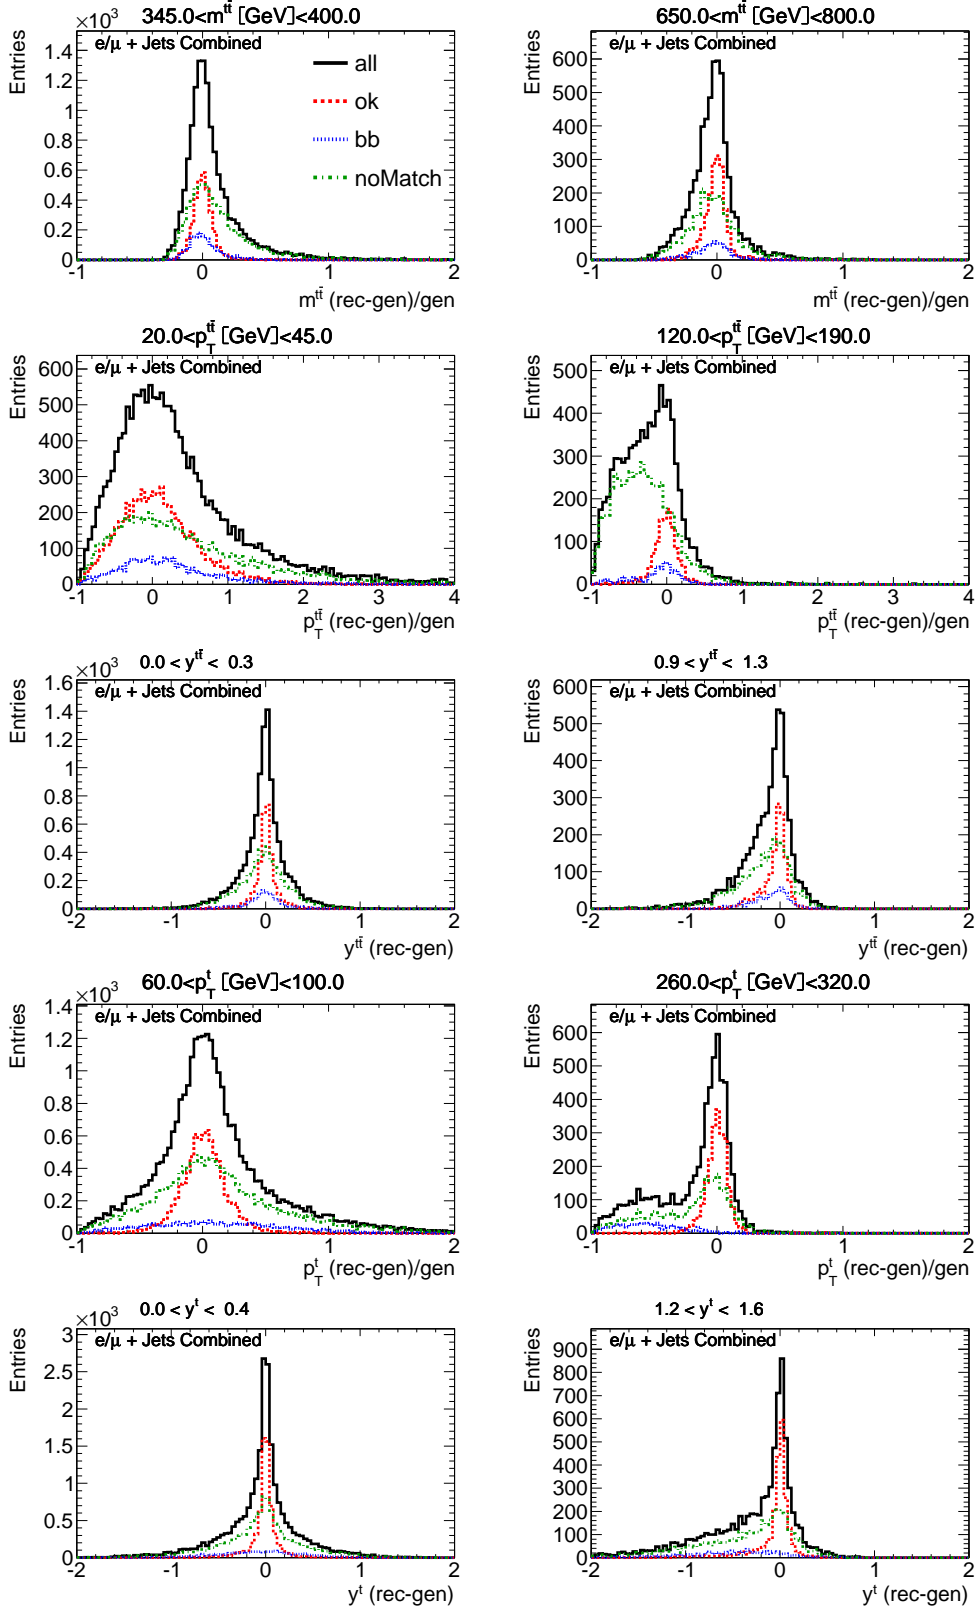 345.0<m^{tt̄} [GeV]<400.0
×10³
Entries
e/μ + Jets Combined
1.4
1.2
1
0.8
0.6
0.4
0.2
0
all
ok
bb
noMatch
-1 0 1 2
m^{tt̄} (rec-gen)/gen
650.0<m^{tt̄} [GeV]<800.0
Entries
e/μ + Jets Combined
600
500
400
300
200
100
0
-1 0 1 2
m^{tt̄} (rec-gen)/gen
20.0<p_T^{tt̄} [GeV]<45.0
Entries
e/μ + Jets Combined
600
500
400
300
200
100
0
-1 0 1 2 3 4
p_T^{tt̄} (rec-gen)/gen
120.0<p_T^{tt̄} [GeV]<190.0
Entries
e/μ + Jets Combined
500
400
300
200
100
0
-1 0 1 2 3 4
p_T^{tt̄} (rec-gen)/gen
0.0 < y^{tt̄} < 0.3
×10³
Entries
e/μ + Jets Combined
1.6
1.4
1.2
1
0.8
0.6
0.4
0.2
0
-2 -1 0 1 2
y^{tt̄} (rec-gen)
0.9 < y^{tt̄} < 1.3
Entries
e/μ + Jets Combined
600
500
400
300
200
100
0
-2 -1 0 1 2
y^{tt̄} (rec-gen)
60.0<p_T^t [GeV]<100.0
×10³
Entries
e/μ + Jets Combined
1.4
1.2
1
0.8
0.6
0.4
0.2
0
-1 0 1 2
p_T^t (rec-gen)/gen
260.0<p_T^t [GeV]<320.0
Entries
e/μ + Jets Combined
600
500
400
300
200
100
0
-1 0 1 2
p_T^t (rec-gen)/gen
0.0 < y^t < 0.4
×10³
Entries
e/μ + Jets Combined
3
2.5
2
1.5
1
0.5
0
-2 -1 0 1 2
y^t (rec-gen)
1.2 < y^t < 1.6
Entries
e/μ + Jets Combined
900
800
700
600
500
400
300
200
100
0
-2 -1 0 1 2
y^t (rec-gen)